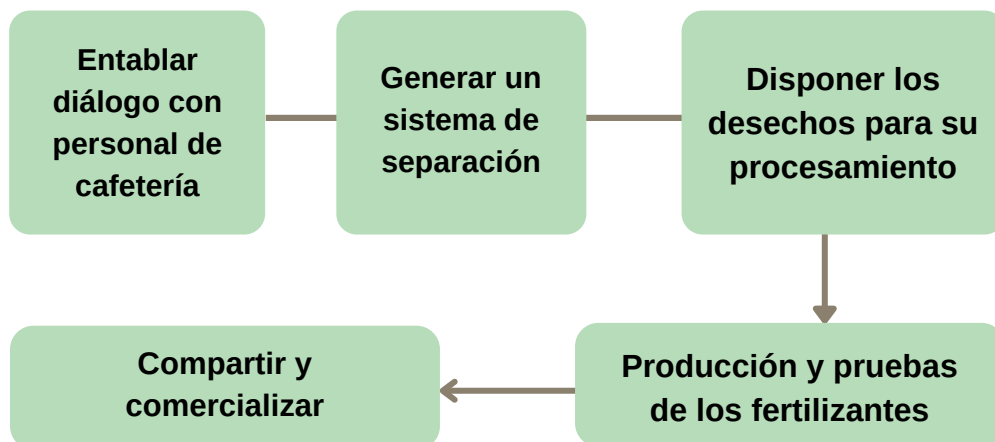 Entablar
diálogo con
personal de
cafetería
Generar un
sistema de
separación
Disponer los
desechos para su
procesamiento
Producción y pruebas
de los fertilizantes
Compartir y
comercializar